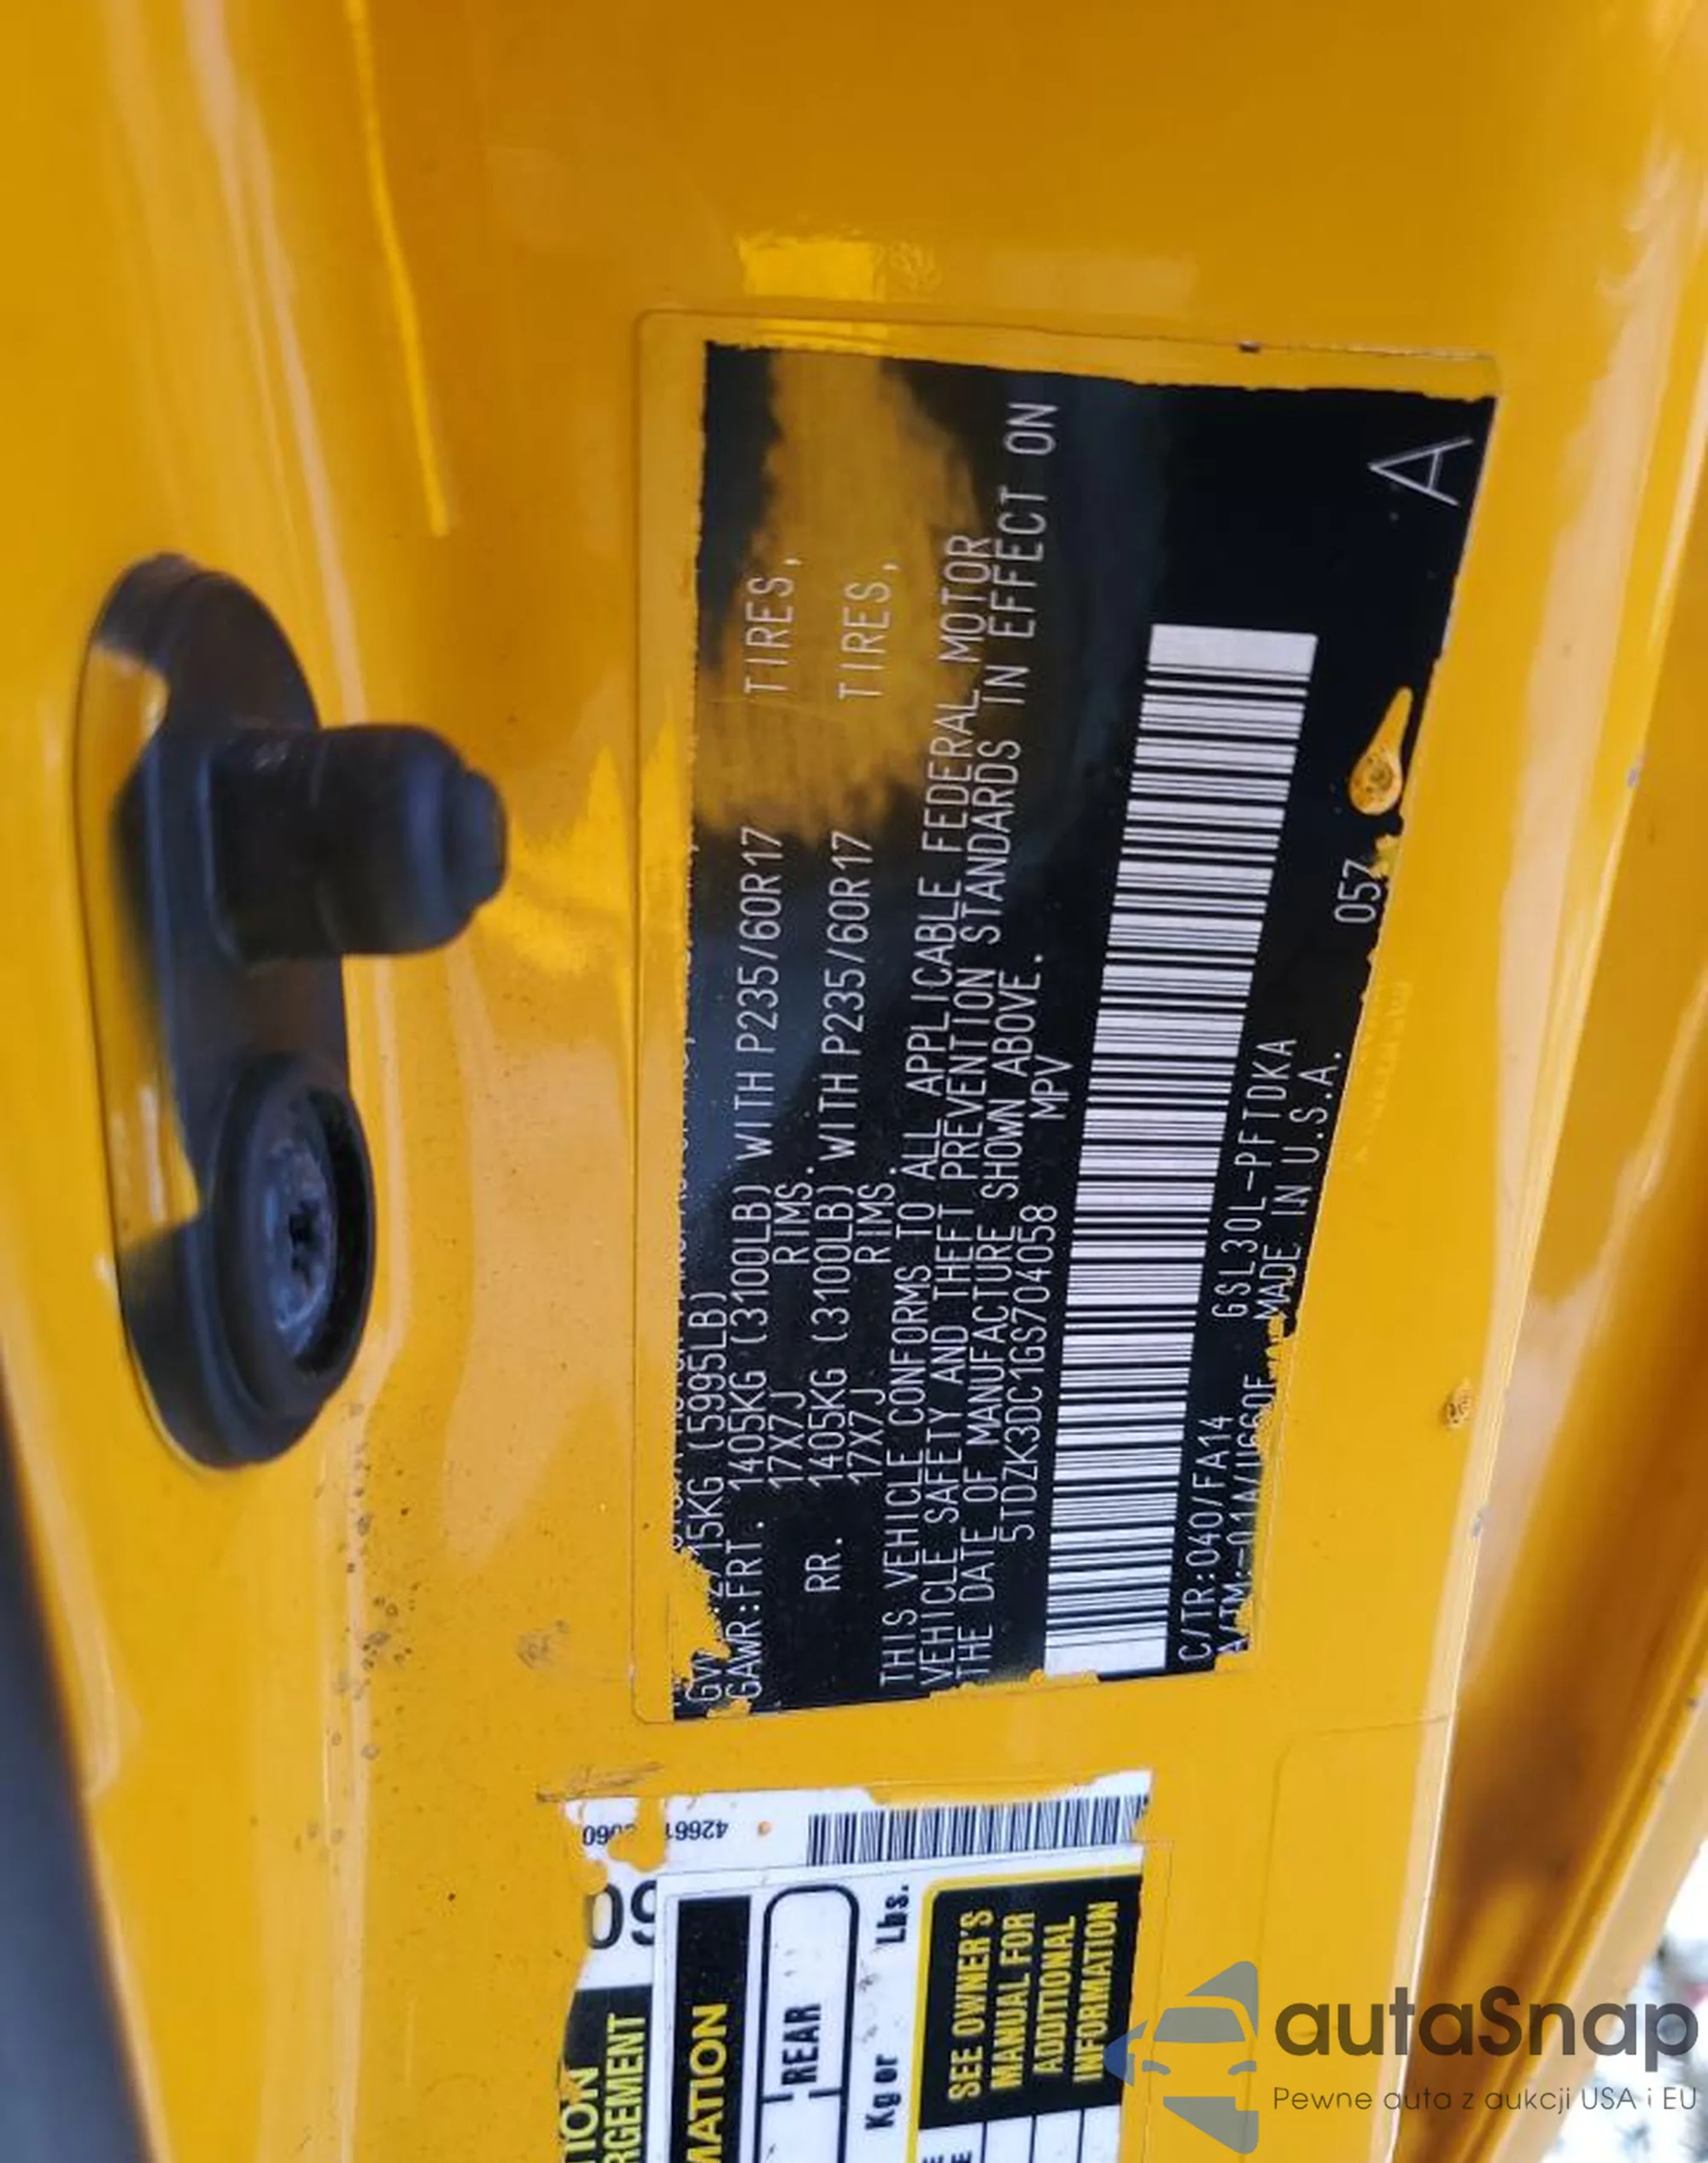 15KG (5995LB)
GAWR:FRT. 1405KG (3100LB) WITH P235/60R17 TIRES,
17X7J RIMS.
RR. 1405KG (3100LB) WITH P235/60R17 TIRES,
17X7J RIMS.
THIS VEHICLE CONFORMS TO ALL APPLICABLE FEDERAL MOTOR
VEHICLE SAFETY AND THEFT PREVENTION STANDARDS IN EFFECT ON
THE DATE OF MANUFACTURE SHOWN ABOVE.
5TDZK3DC1GS704058 MPV
C/TR:040/FA14 GSL30L-PFTDKA
MADE IN U.S.A.
057
A
MATION
REAR
Kg or Lbs.
SEE OWNER'S
MANUAL FOR
ADDITIONAL
INFORMATION
autaSnap
Pewne auta z aukcji USA i EU